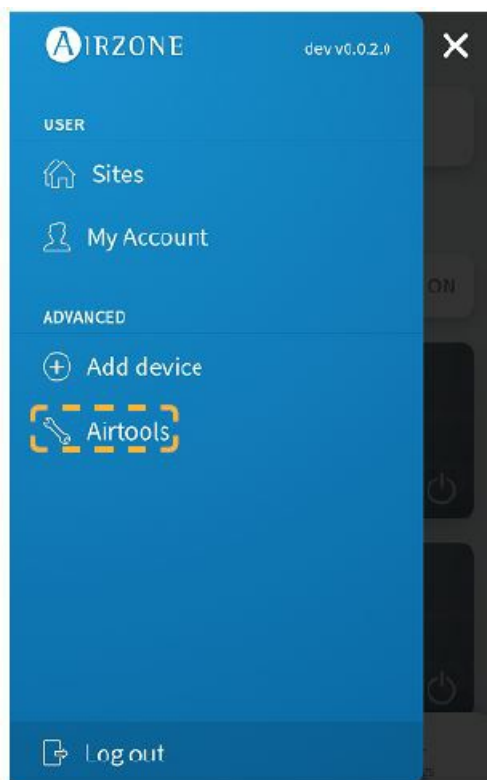 AIRZONE
dev v0.0.2.0
USER
Sites
My Account
ON
ADVANCED
Add device
Airtools
Log out